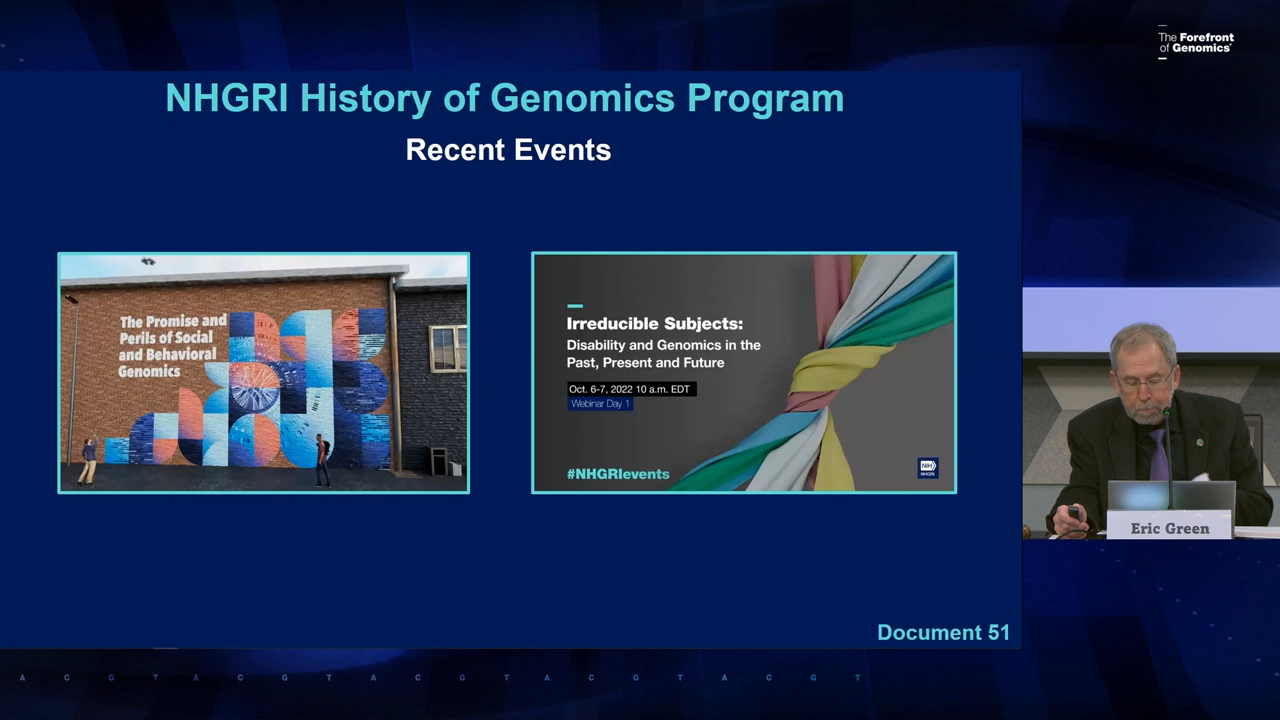 The Forefront
of Genomics®
NHGRI History of Genomics Program
Recent Events
The Promise and
Perils of Social
and Behavioral
Genomics
Irreducible Subjects:
Disability and Genomics in the
Past, Present and Future
Oct. 6-7, 2022 10 a.m. EDT
Webinar Day 1
#NHGRIevents
NIH
NHGRI
Eric Green
Document 51
A C G T A C G T A C G T A C G T A C G T